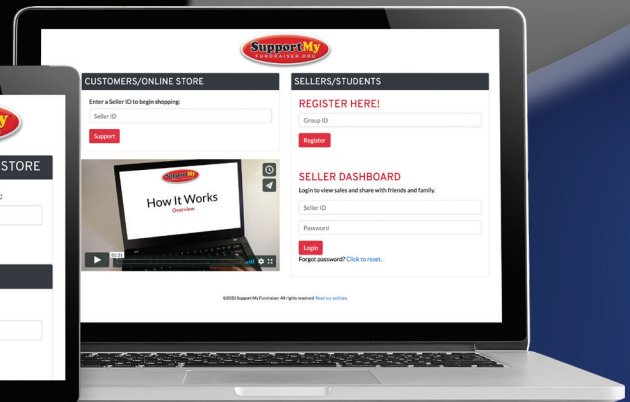 y
STORE
:
SupportMy
FUNDRAISER.ORG
CUSTOMERS/ONLINE STORE
Enter a Seller ID to begin shopping:
Seller ID
Support
SupportMy
How It Works
Overview
01:31
SELLERS/STUDENTS
REGISTER HERE!
Group ID
Register
SELLER DASHBOARD
Login to view sales and share with friends and family.
Seller ID
Password
Login
Forgot password? Click to reset.
©2020 Support My Fundraiser. All rights reserved. Read our policies.